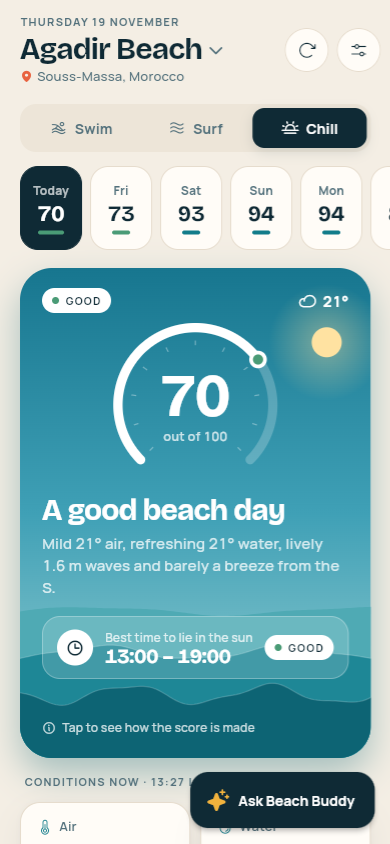 THURSDAY 19 NOVEMBER
Agadir Beach
Souss-Massa, Morocco
Swim Surf Chill
Today Fri Sat Sun Mon
70 73 93 94 94
GOOD 21°
70
out of 100
A good beach day
Mild 21° air, refreshing 21° water, lively
1.6 m waves and barely a breeze from the
S.
Best time to lie in the sun
13:00 – 19:00 GOOD
Tap to see how the score is made
CONDITIONS NOW · 13:27
Ask Beach Buddy
Air Water